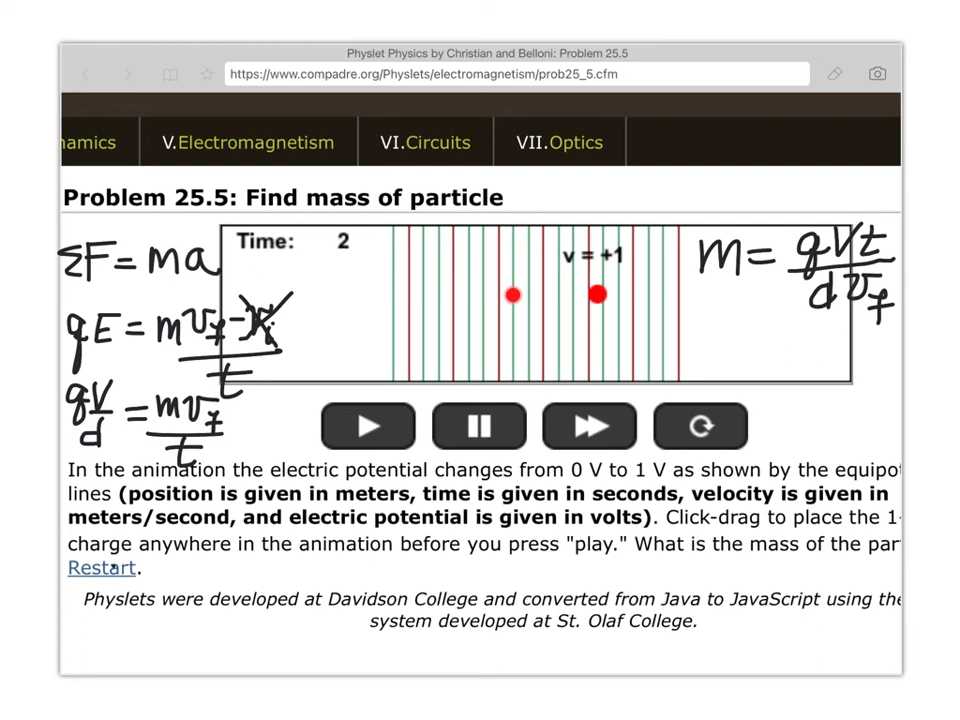 Physlet Physics by Christian and Belloni: Problem 25.5
https://www.compadre.org/Physlets/electromagnetism/prob25_5.cfm
namics V.Electromagnetism VI.Circuits VII.Optics
Problem 25.5: Find mass of particle
Time: 2
v = +1
ΣF = ma
qE = m vf - vi / t
qV/d = mvf/t
m = qVt/dvf
In the animation the electric potential changes from 0 V to 1 V as shown by the equipo
lines (position is given in meters, time is given in seconds, velocity is given in
meters/second, and electric potential is given in volts). Click-drag to place the 1-
charge anywhere in the animation before you press "play." What is the mass of the par
Restart.
Physlets were developed at Davidson College and converted from Java to JavaScript using the
system developed at St. Olaf College.